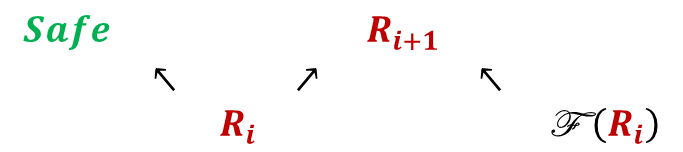 Safe R_{i+1}
↖ ↗ ↖
R_i ℱ(R_i)